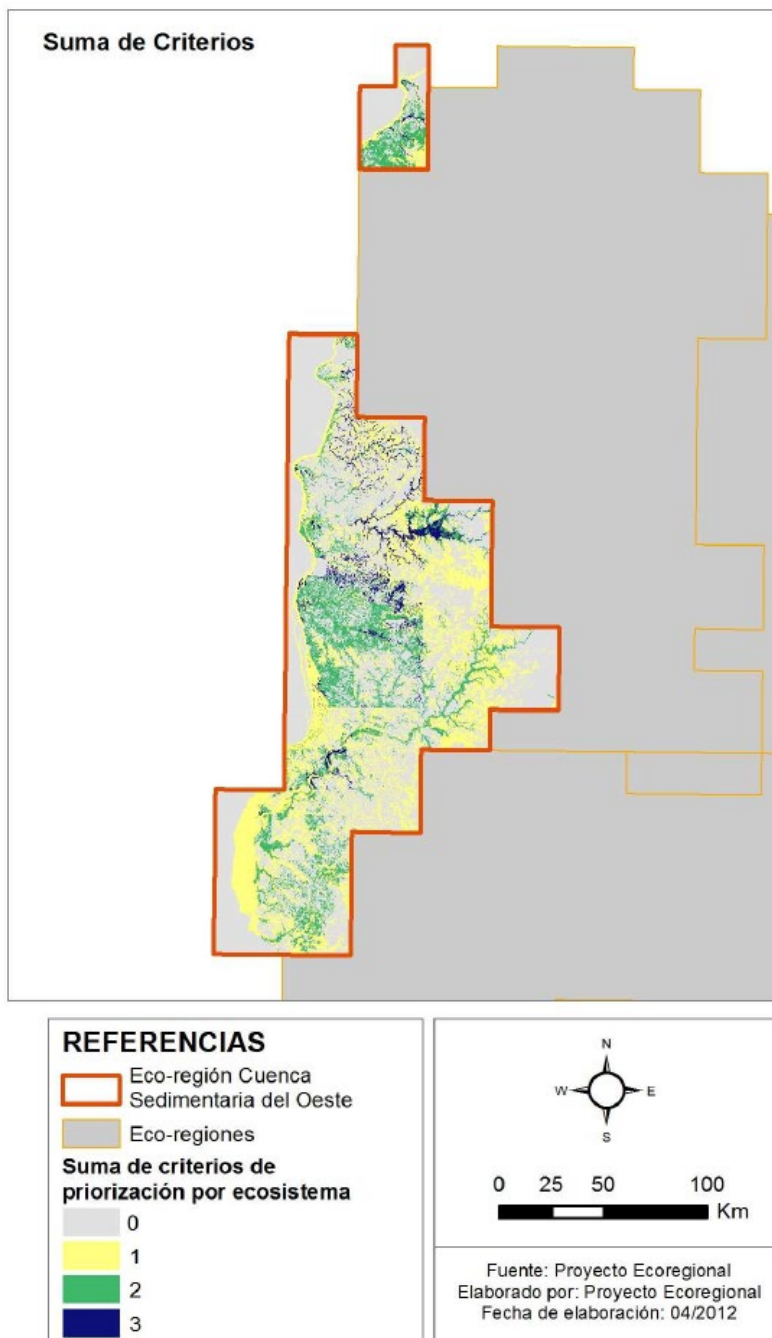 Suma de Criterios
REFERENCIAS
Eco-región Cuenca
Sedimentaria del Oeste
Eco-regiones
Suma de criterios de
priorización por ecosistema
0
1
2
3
N
W
E
S
0 25 50 100
Km
Fuente: Proyecto Ecoregional
Elaborado por: Proyecto Ecoregional
Fecha de elaboración: 04/2012